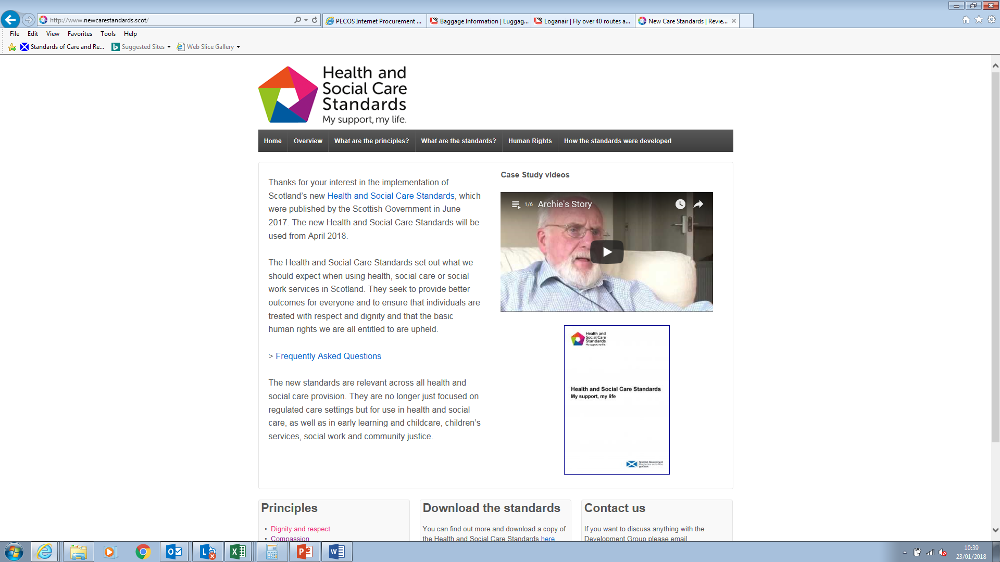 http://www.newcarestandards.scot/
PECOS Internet Procurement ...
Baggage Information | Luggag...
Loganair | Fly over 40 routes a...
New Care Standards | Revie...
File Edit View Favorites Tools Help
Standards of Care and Re...
Suggested Sites
Web Slice Gallery
Health and
Social Care
Standards
My support, my life.
Home
Overview
What are the principles?
What are the standards?
Human Rights
How the standards were developed
Thanks for your interest in the implementation of
Scotland’s new Health and Social Care Standards, which
were published by the Scottish Government in June
2017. The new Health and Social Care Standards will be
used from April 2018.
The Health and Social Care Standards set out what we
should expect when using health, social care or social
work services in Scotland. They seek to provide better
outcomes for everyone and to ensure that individuals are
treated with respect and dignity and that the basic
human rights we are all entitled to are upheld.
> Frequently Asked Questions
The new standards are relevant across all health and
social care provision. They are no longer just focused on
regulated care settings but for use in health and social
care, as well as in early learning and childcare, children’s
services, social work and community justice.
Case Study videos
1/6 Archie's Story
Health and
Social Care
Standards
My support, my life.
Health and Social Care Standards
My support, my life
Scottish Government
Principles
• Dignity and respect
• Compassion
Download the standards
You can find out more and download a copy of
the Health and Social Care Standards here
Contact us
If you want to discuss anything with the
Development Group please email
10:39
23/01/2018